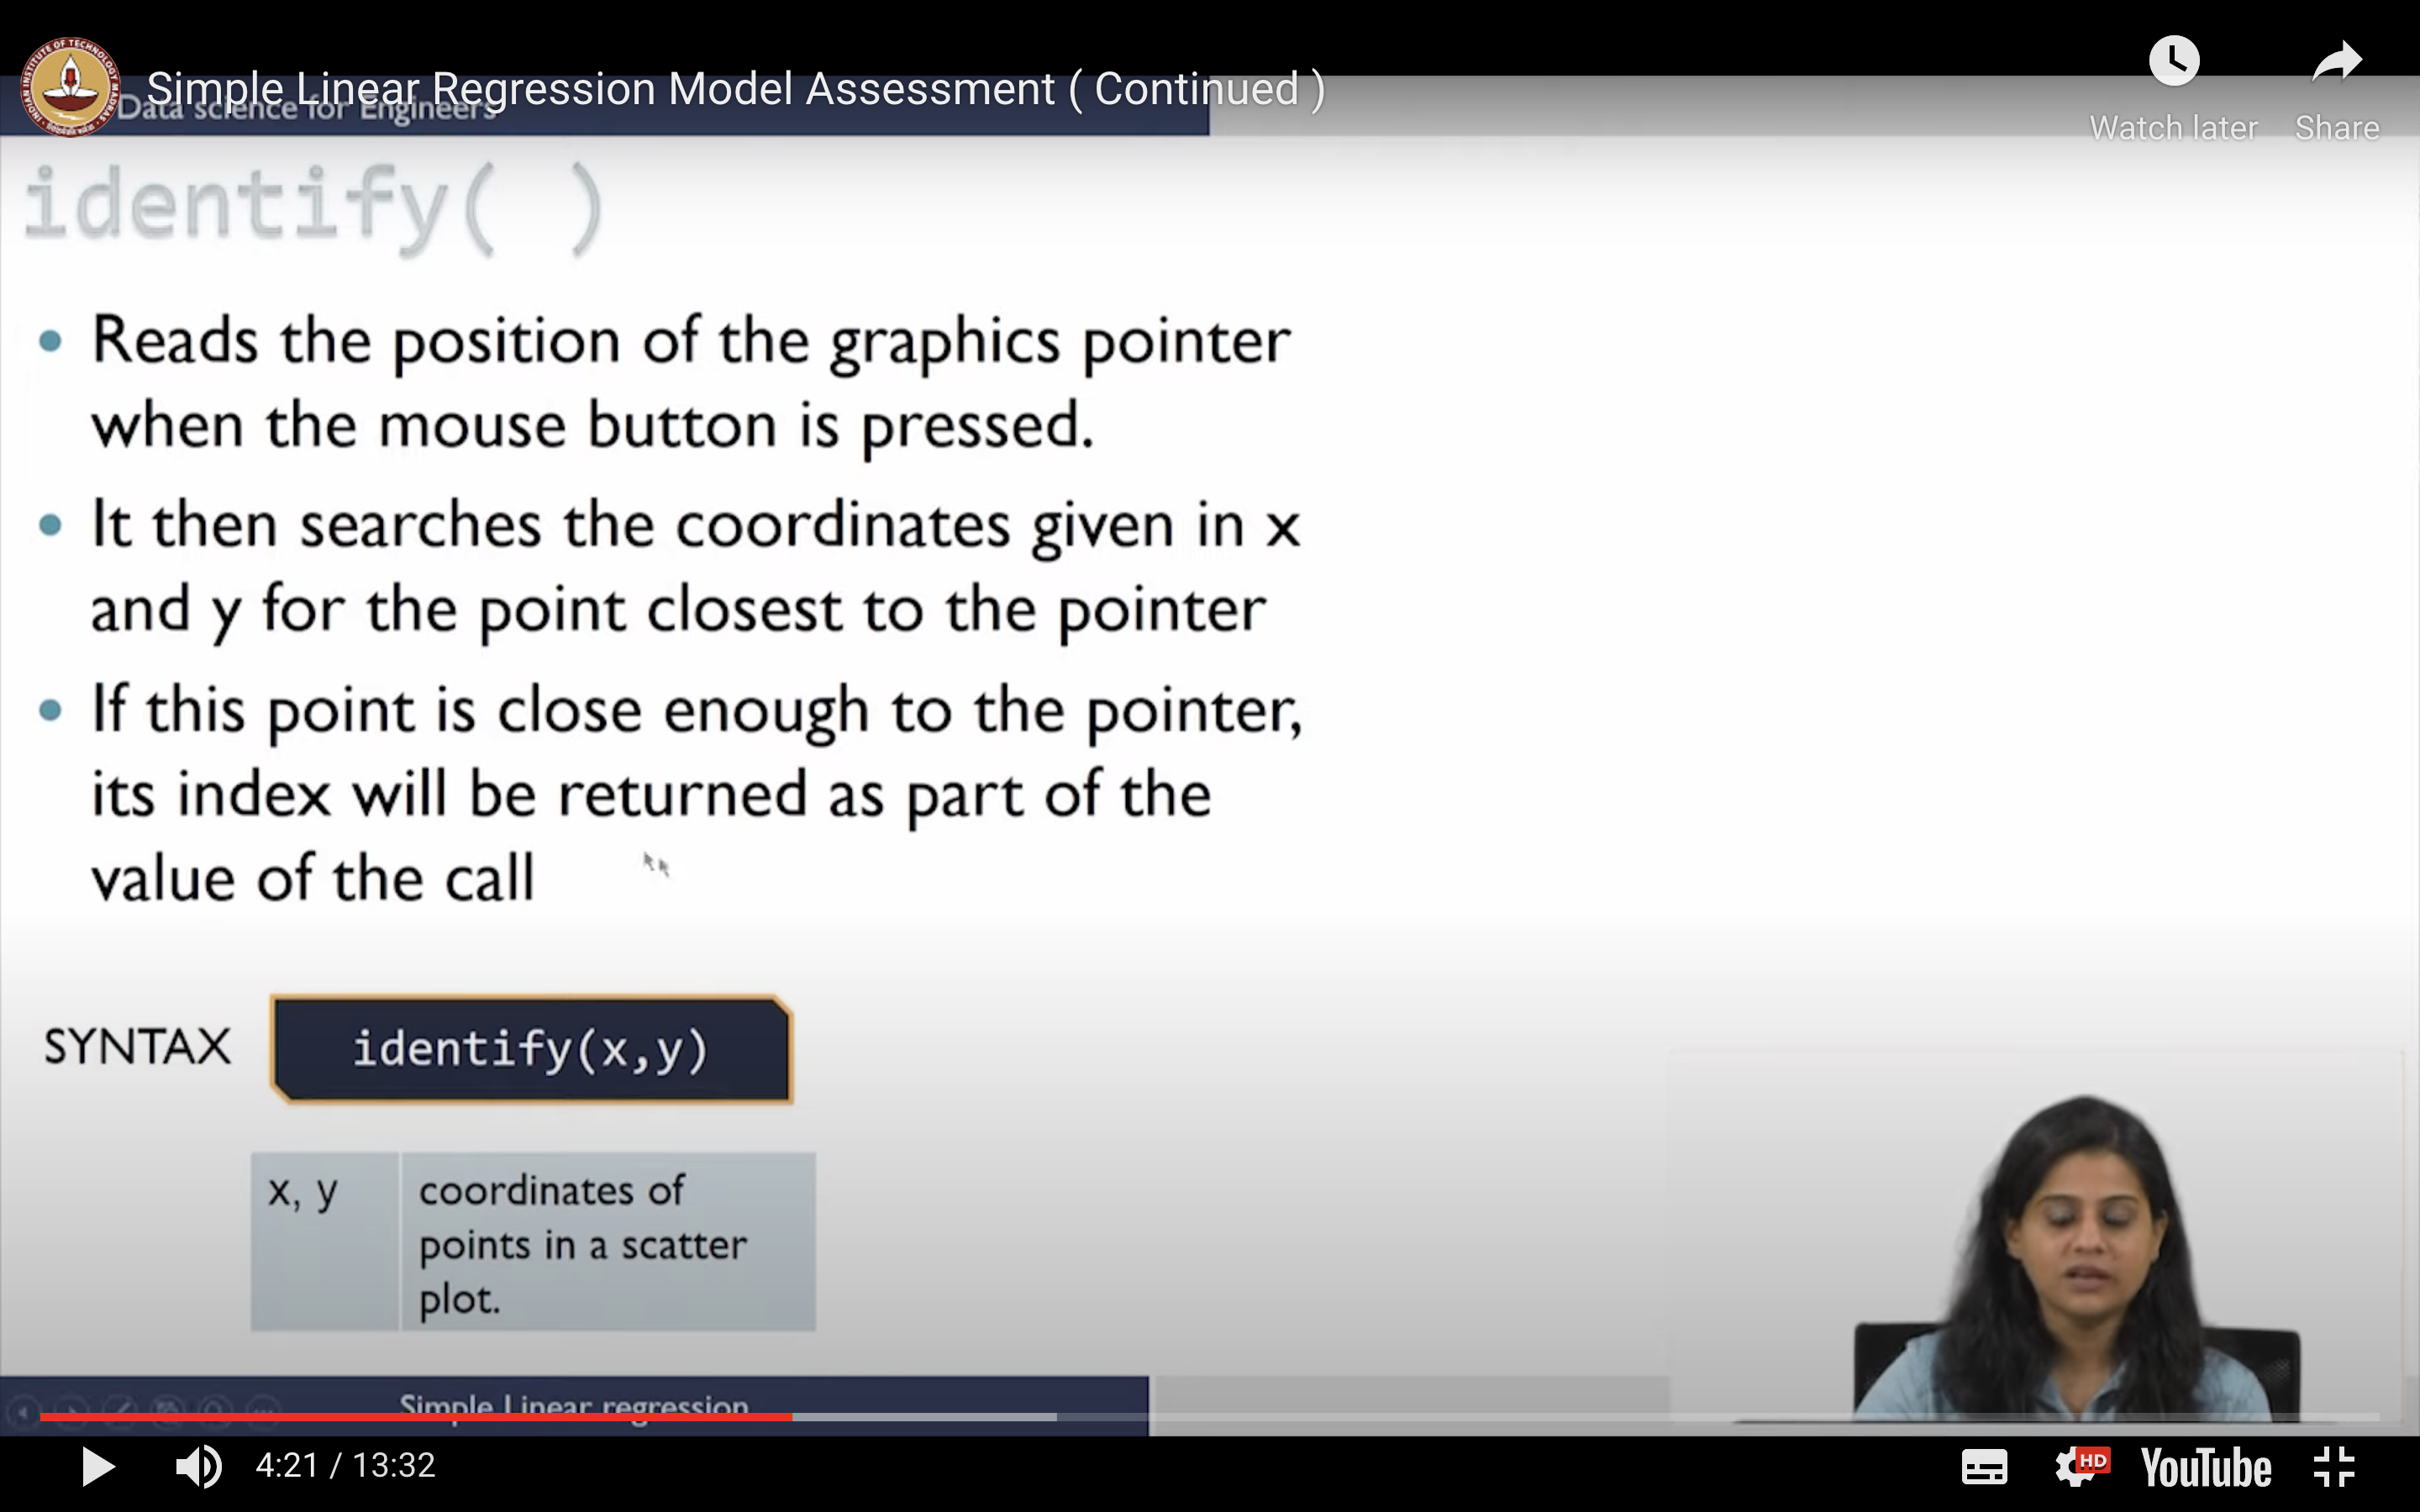 Simple Linear Regression Model Assessment ( Continued )
Data science for Engineers
Watch later
Share
identify( )
Reads the position of the graphics pointer
when the mouse button is pressed.
It then searches the coordinates given in x
and y for the point closest to the pointer
If this point is close enough to the pointer,
its index will be returned as part of the
value of the call
SYNTAX
identify(x,y)
x, y
coordinates of
points in a scatter
plot.
Simple Linear regression
4:21 / 13:32
HD
YouTube